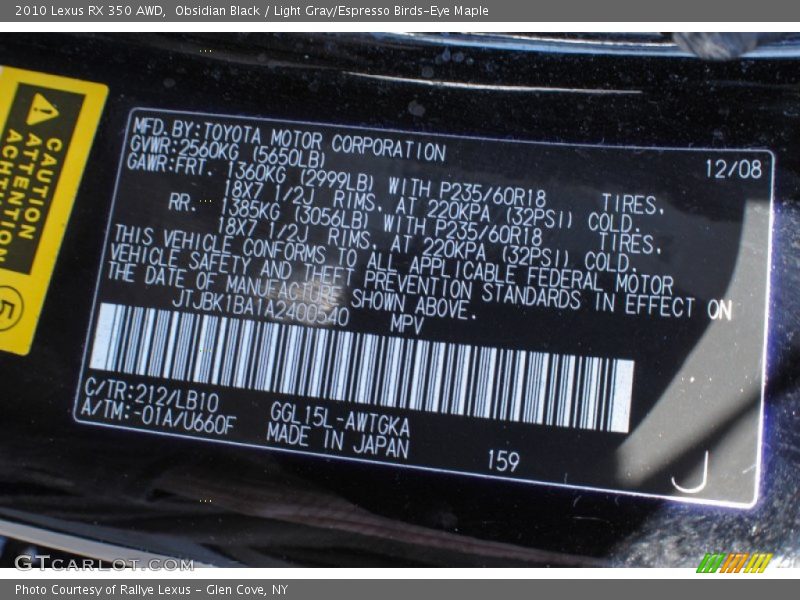 2010 Lexus RX 350 AWD, Obsidian Black / Light Gray/Espresso Birds-Eye Maple
CAUTION
ATTENTION
ACHTUNG
5
MFD. BY: TOYOTA MOTOR CORPORATION 12/08
GVWR: 2560KG (5650LB)
GAWR: FRT. 1360KG (2999LB) WITH P235/60R18 TIRES,
18X7 1/2J RIMS, AT 220KPA (32PSI) COLD.
RR. 1385KG (3056LB) WITH P235/60R18 TIRES,
18X7 1/2J RIMS, AT 220KPA (32PSI) COLD.
THIS VEHICLE CONFORMS TO ALL APPLICABLE FEDERAL MOTOR
VEHICLE SAFETY AND THEFT PREVENTION STANDARDS IN EFFECT ON
THE DATE OF MANUFACTURE SHOWN ABOVE.
JTJBK1BA1A2400540 MPV
C/TR: 212/LB10
A/TM: -01A/U660F
GGL15L-AWTGKA
MADE IN JAPAN
159
J
GTcarlot.com
Photo Courtesy of Rallye Lexus - Glen Cove, NY